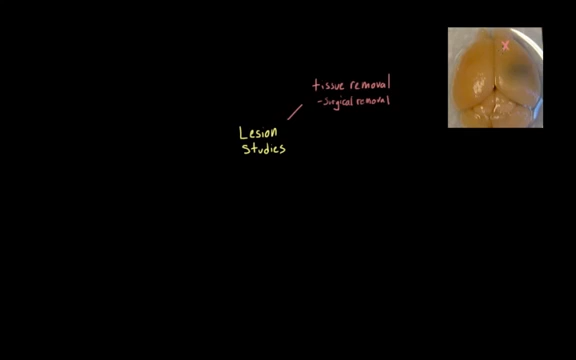 tissue removal
-Surgical removal
Lesion
Studies
x